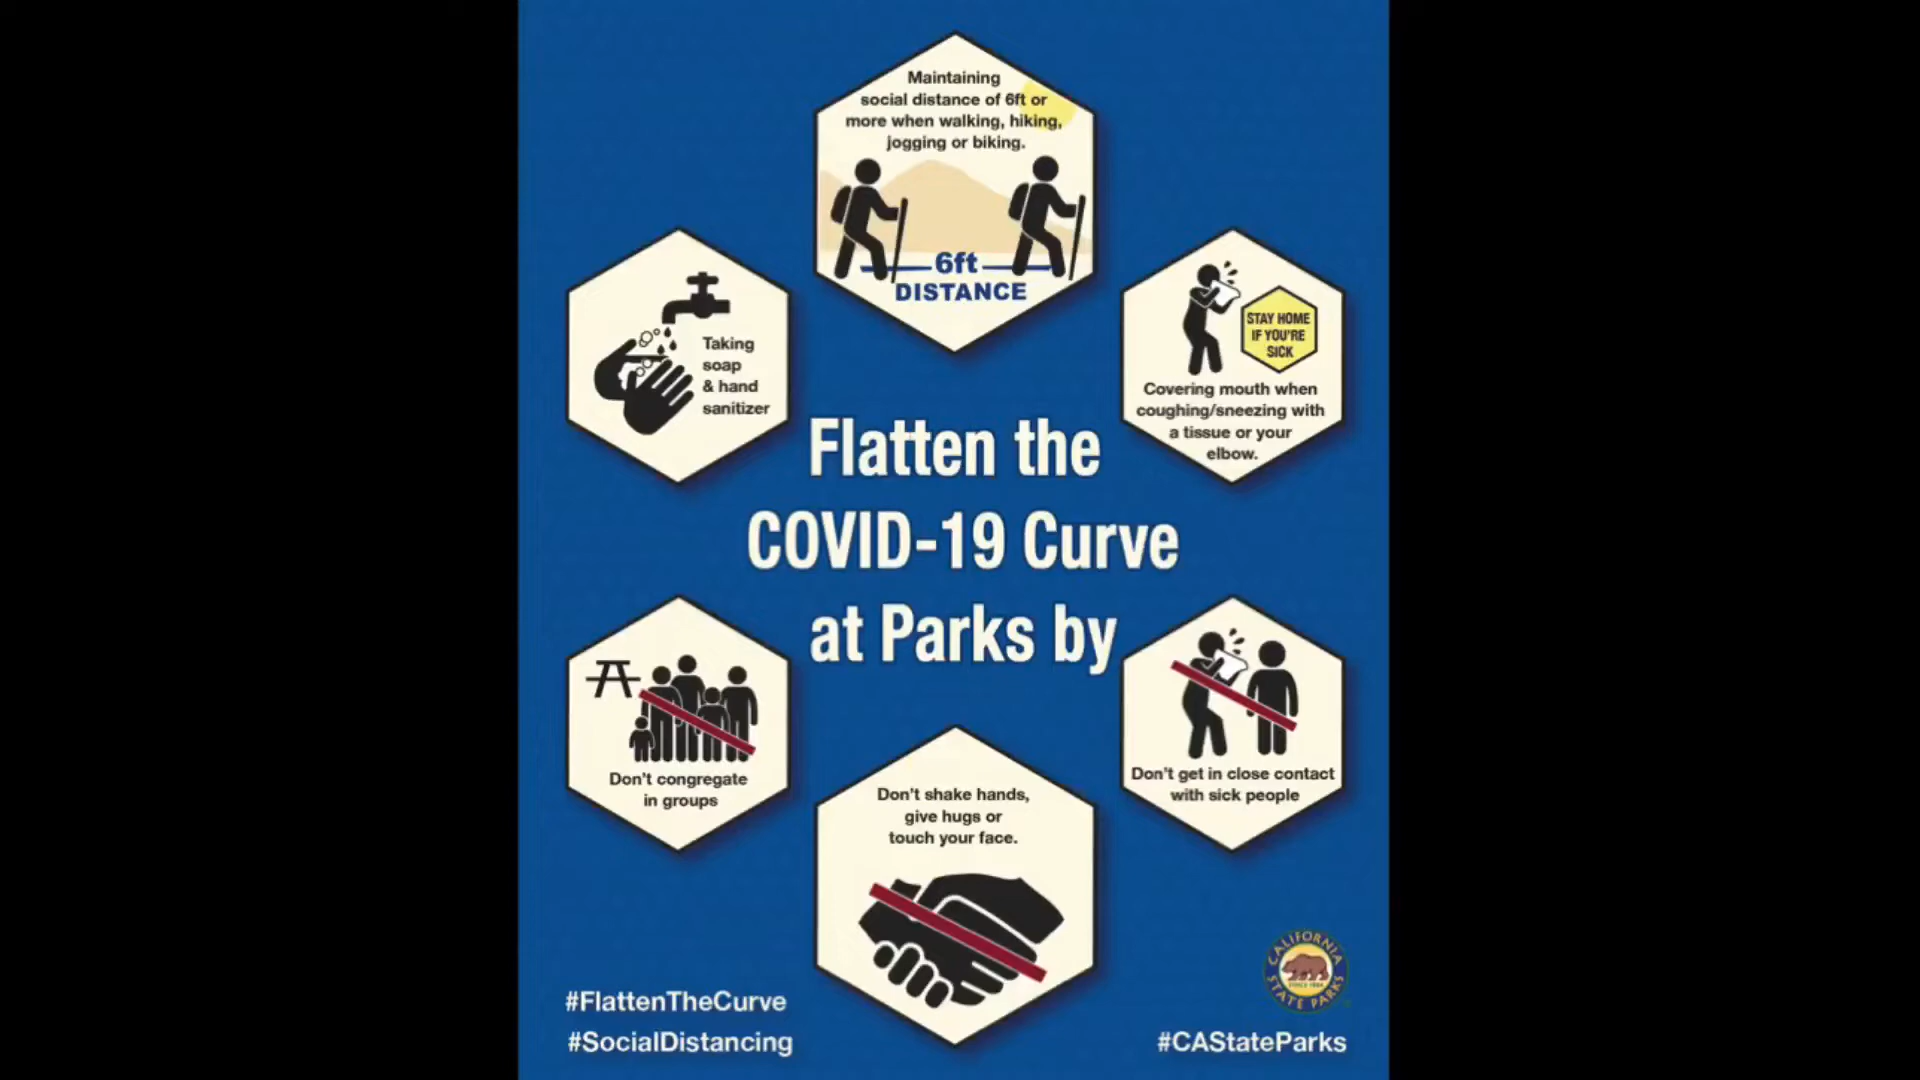 Maintaining
social distance of 6ft or
more when walking, hiking,
jogging or biking.
6ft
DISTANCE
Taking
soap
& hand
sanitizer
STAY HOME
IF YOU'RE
SICK
Covering mouth when
coughing/sneezing with
a tissue or your
elbow.
Flatten the
COVID-19 Curve
at Parks by
Don't congregate
in groups
Don't get in close contact
with sick people
Don't shake hands,
give hugs or
touch your face.
CALIFORNIA
SINCE 1864
STATE PARKS
#FlattenTheCurve
#SocialDistancing
#CAStateParks